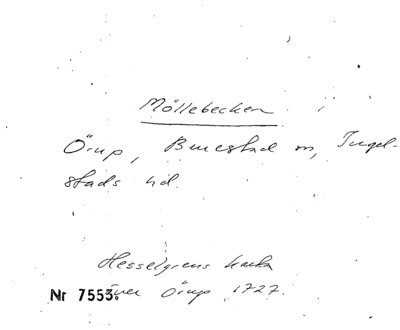 Möllebecken
Örup, Benestad sn, Ingel-
stads hd.
Hesselgrens karta
Nr 7553. över Örup 1727.